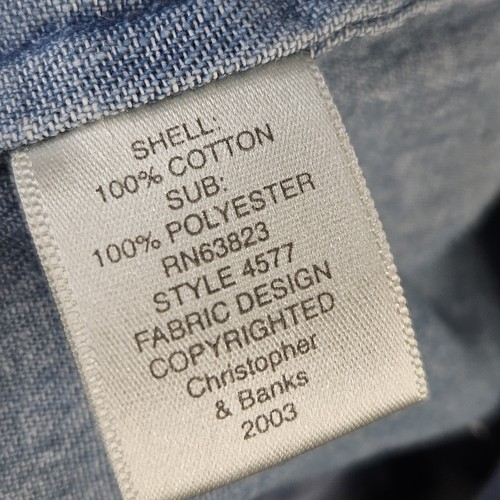 SHELL:
100% COTTON
SUB:
100% POLYESTER
RN63823
STYLE 4577
FABRIC DESIGN
COPYRIGHTED
Christopher
& Banks
2003